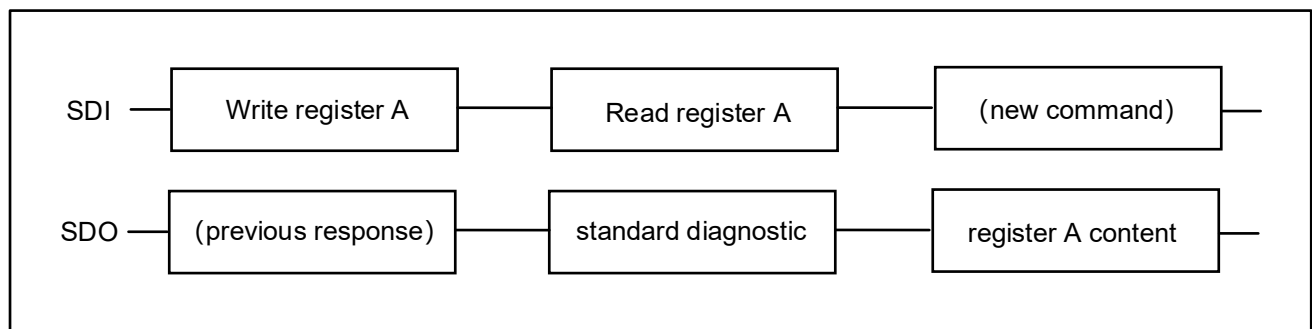 SDI Write register A Read register A (new command)
SDO (previous response) standard diagnostic register A content